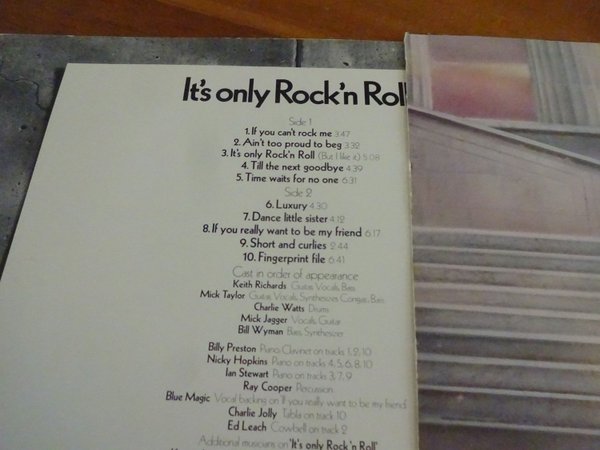 It's only Rock'n Rol
Side 1
1. If you can't rock me 3:47
2. Ain't too proud to beg 3:32
3. It's only Rock'n Roll (But I like it) 5:08
4. Till the next goodbye 4:39
5. Time waits for no one 6:31
Side 2
6. Luxury 4:30
7. Dance little sister 4:12
8. If you really want to be my friend 6:17
9. Short and curlies 2:44
10. Fingerprint file 6:41
Cast in order of appearance
Keith Richards Guitar, Vocals, Bass
Mick Taylor Guitar, Vocals, Synthesizer, Congas, Bass
Charlie Watts Drums
Mick Jagger Vocals, Guitar
Bill Wyman Bass, Synthesizer
Billy Preston Piano, Clavinet on tracks 1, 2, 10
Nicky Hopkins Piano on tracks 4, 5, 6, 8, 10
Ian Stewart Piano on tracks 3, 7, 9
Ray Cooper Percussion
Blue Magic Vocal backing on 'If you really want to be my friend
Charlie Jolly Tabla on track 10
Ed Leach Cowbell on track 2
Additional musicians on 'It's only Rock'n Roll'